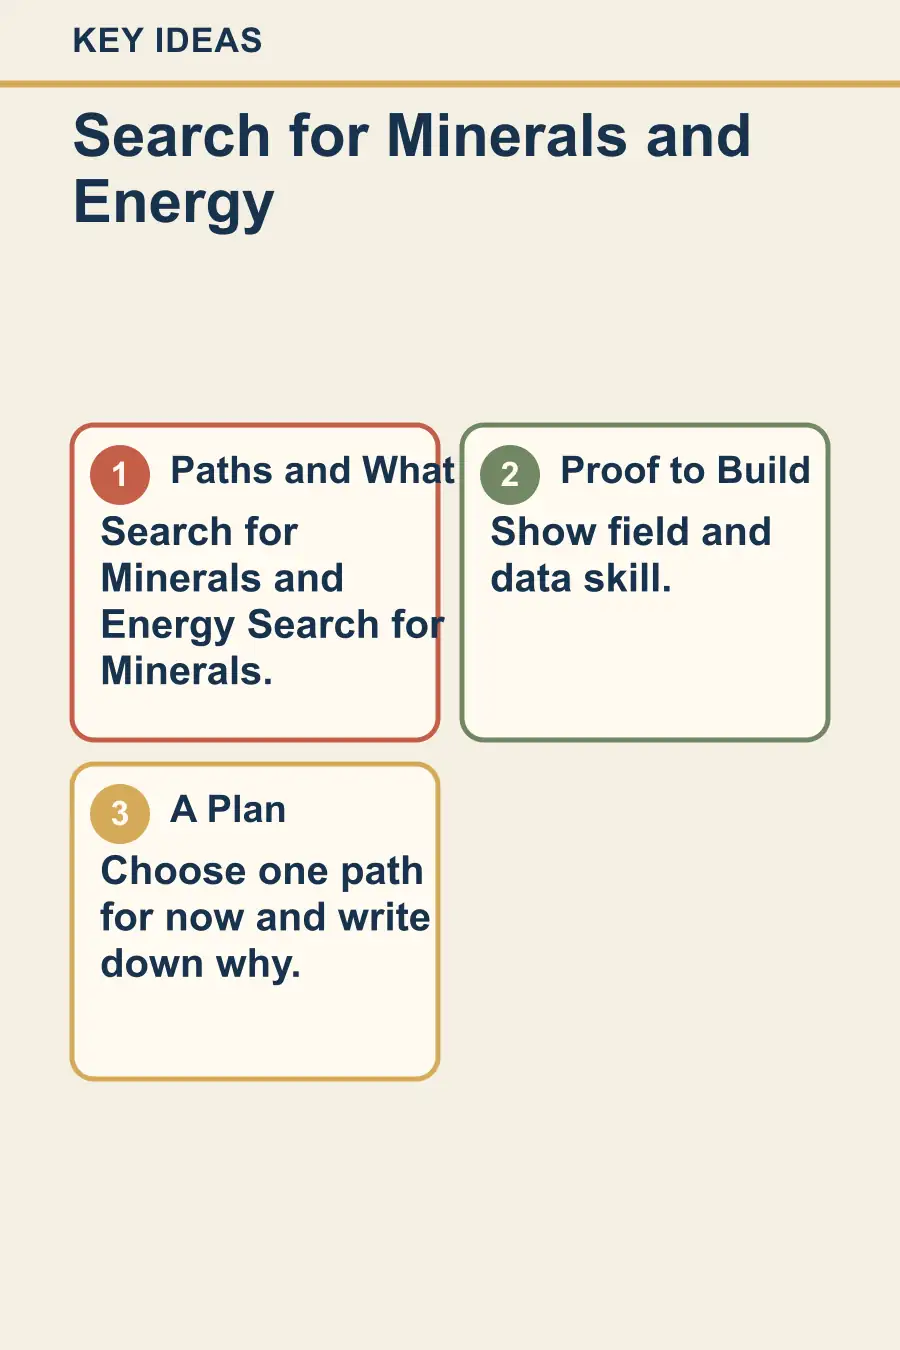 KEY IDEAS
Search for Minerals and
Energy
1 Paths and What
Search for
Minerals and
Energy Search for
Minerals.
2 Proof to Build
Show field and
data skill.
3 A Plan
Choose one path
for now and write
down why.